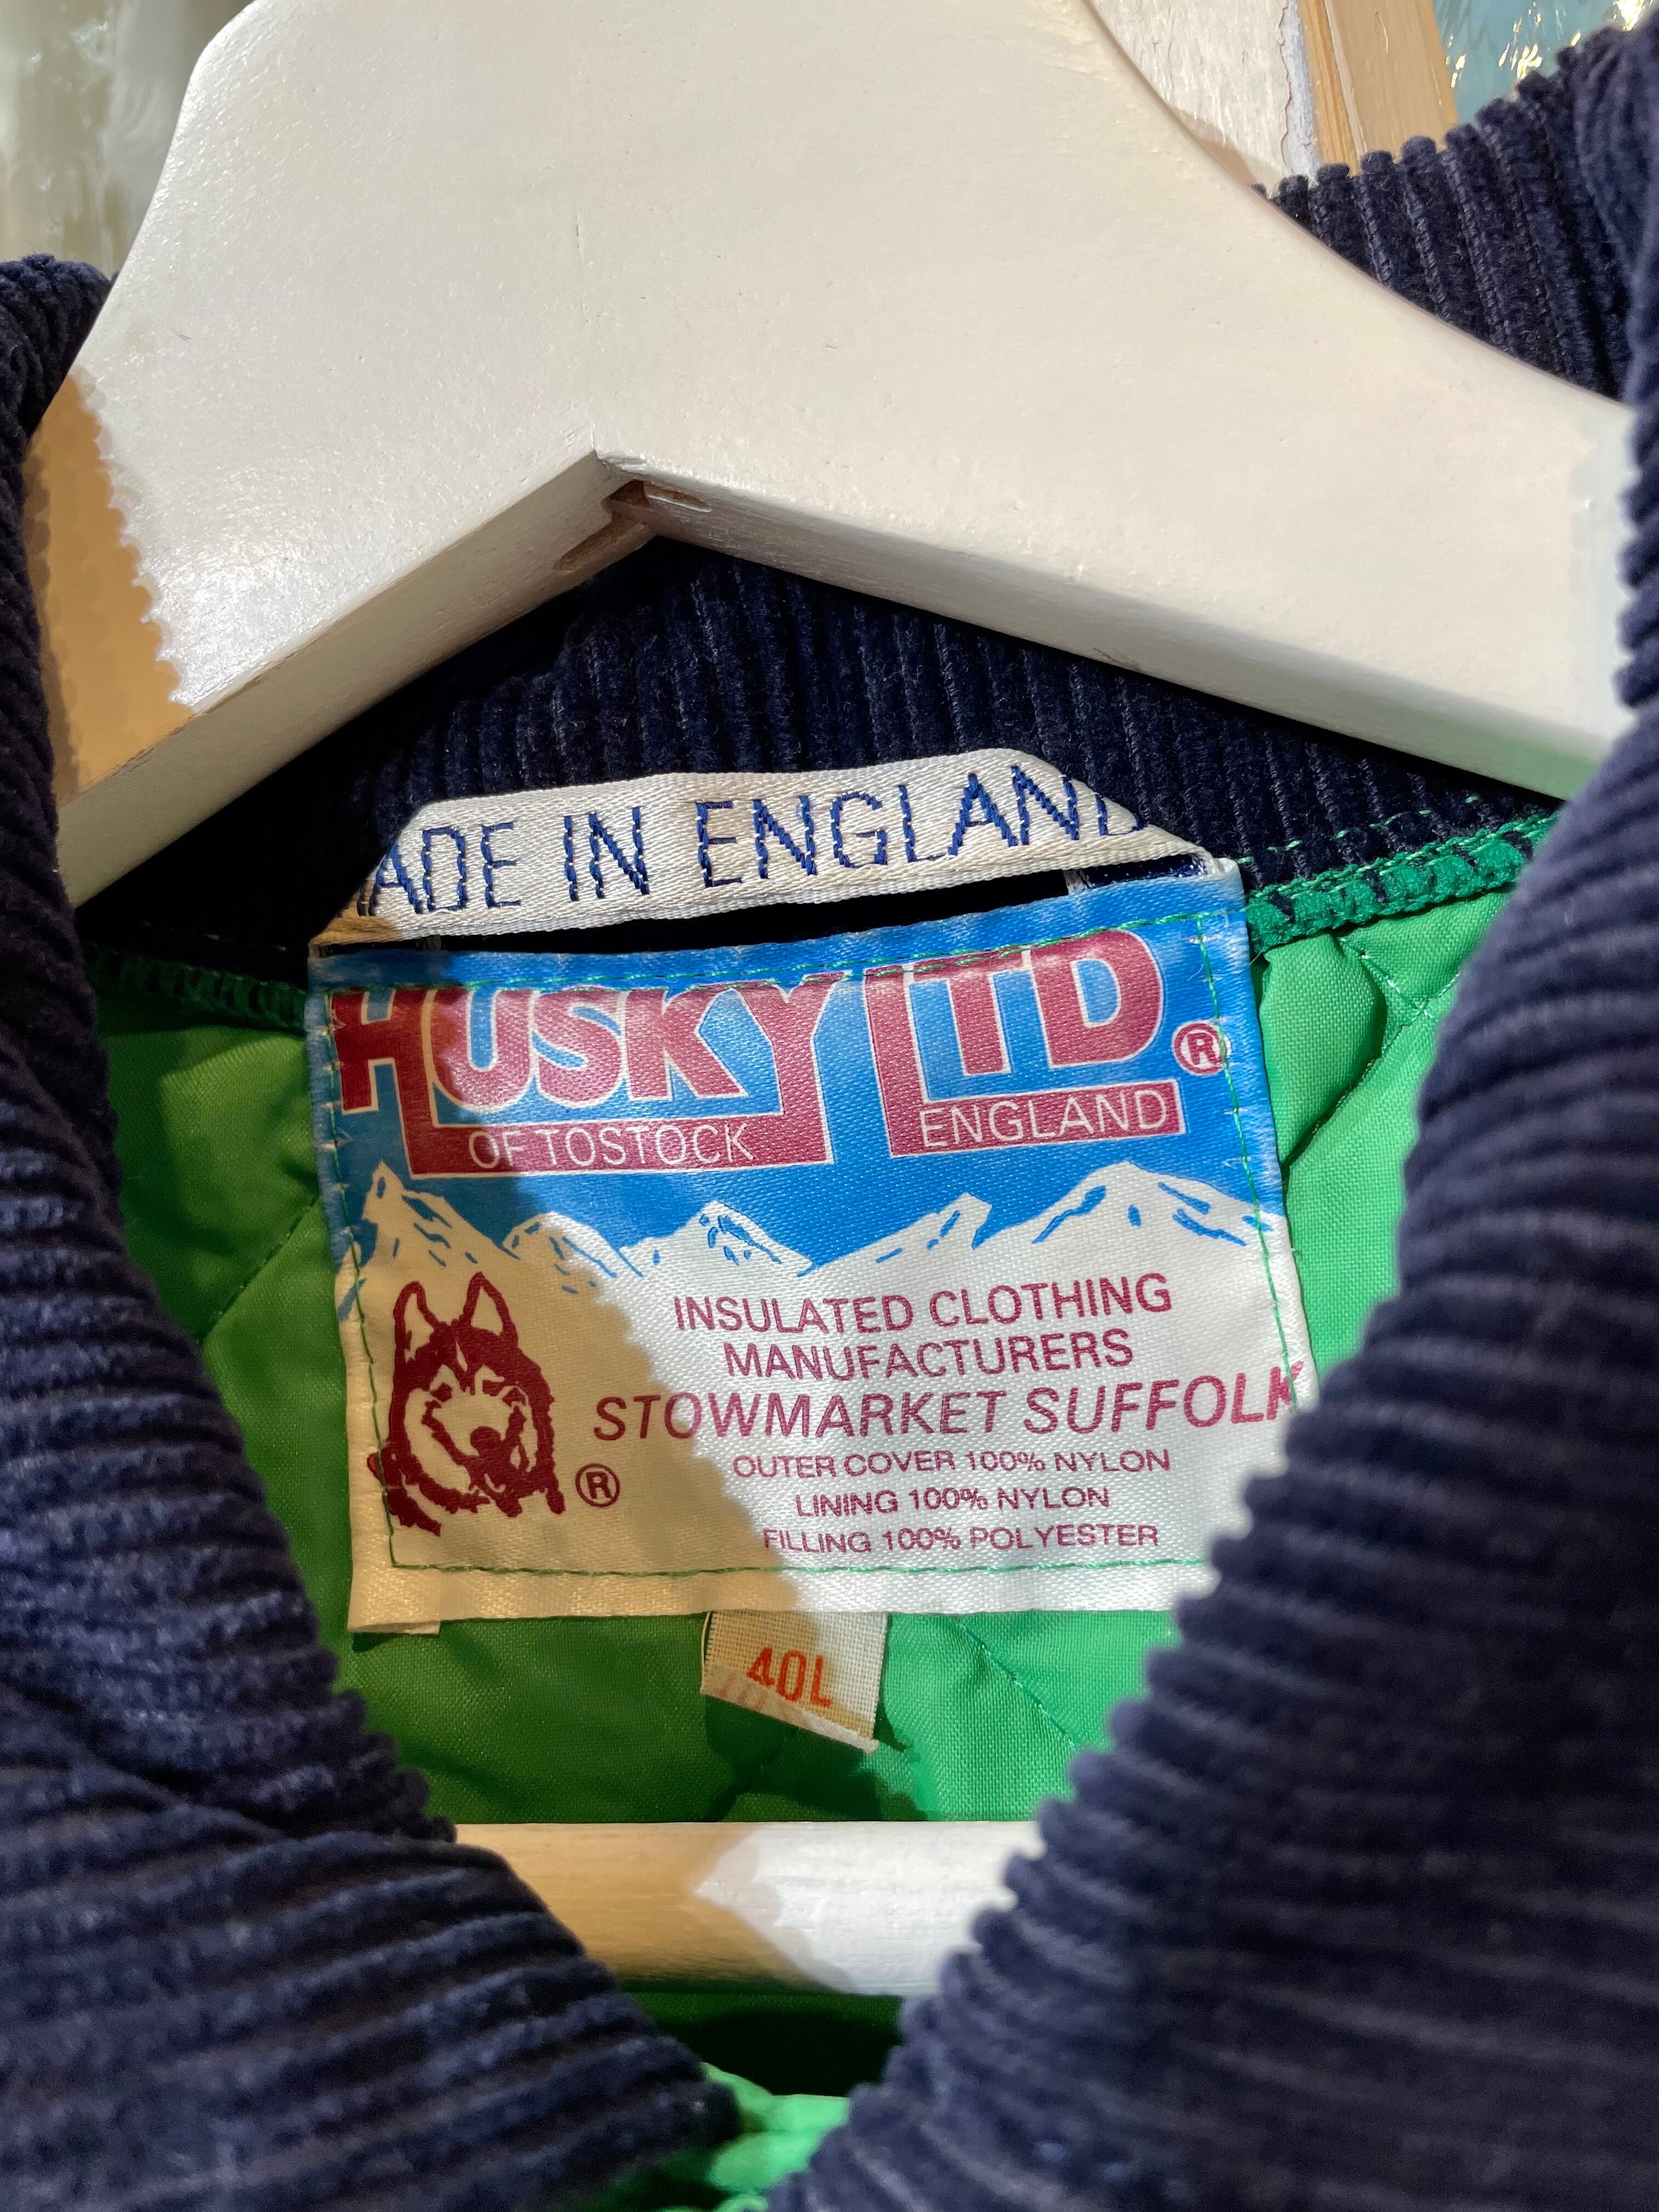 ADE IN ENGLAND
HUSKY LTD ®
OF TOSTOCK ENGLAND
INSULATED CLOTHING
MANUFACTURERS
STOWMARKET SUFFOLK
®
OUTER COVER 100% NYLON
LINING 100% NYLON
FILLING 100% POLYESTER
40L